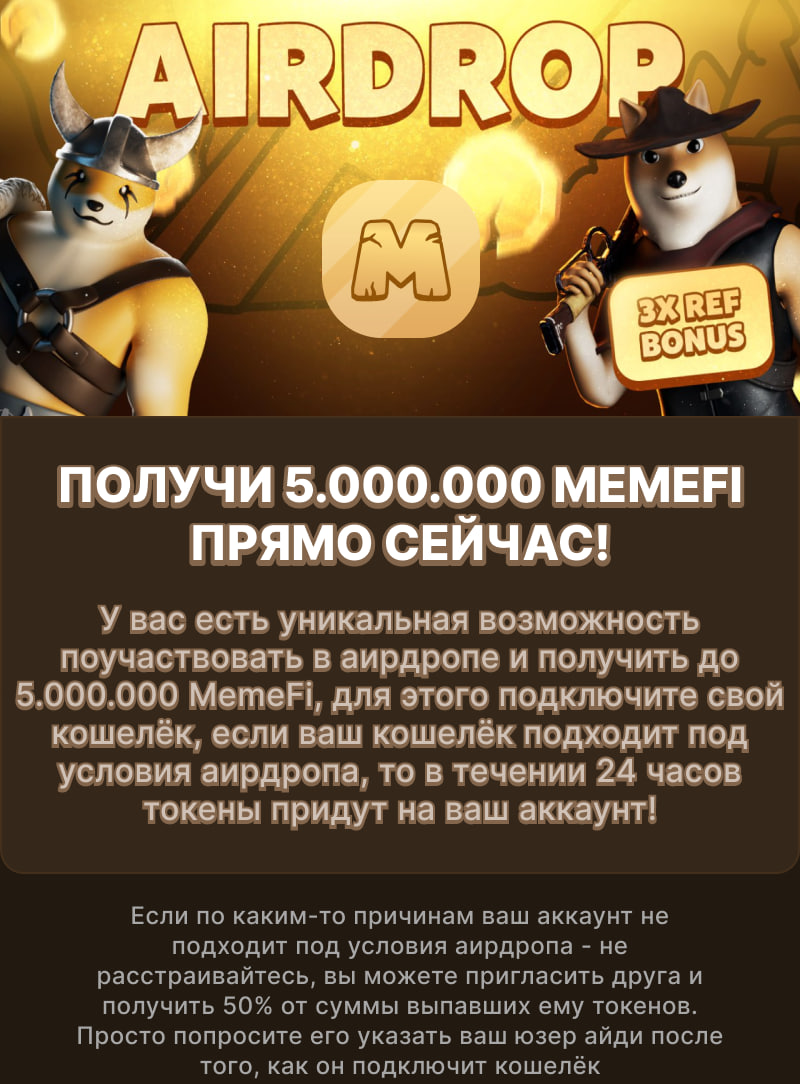 AIRDROP
M
3X REF
BONUS
ПОЛУЧИ 5.000.000 MEMEFI
ПРЯМО СЕЙЧАС!
У вас есть уникальная возможность
поучаствовать в аирдропе и получить до
5.000.000 MemeFi, для этого подключите свой
кошелёк, если ваш кошелёк подходит под
условия аирдропа, то в течении 24 часов
токены придут на ваш аккаунт!
Если по каким-то причинам ваш аккаунт не
подходит под условия аирдропа - не
расстраивайтесь, вы можете пригласить друга и
получить 50% от суммы выпавших ему токенов.
Просто попросите его указать ваш юзер айди после
того, как он подключит кошелёк